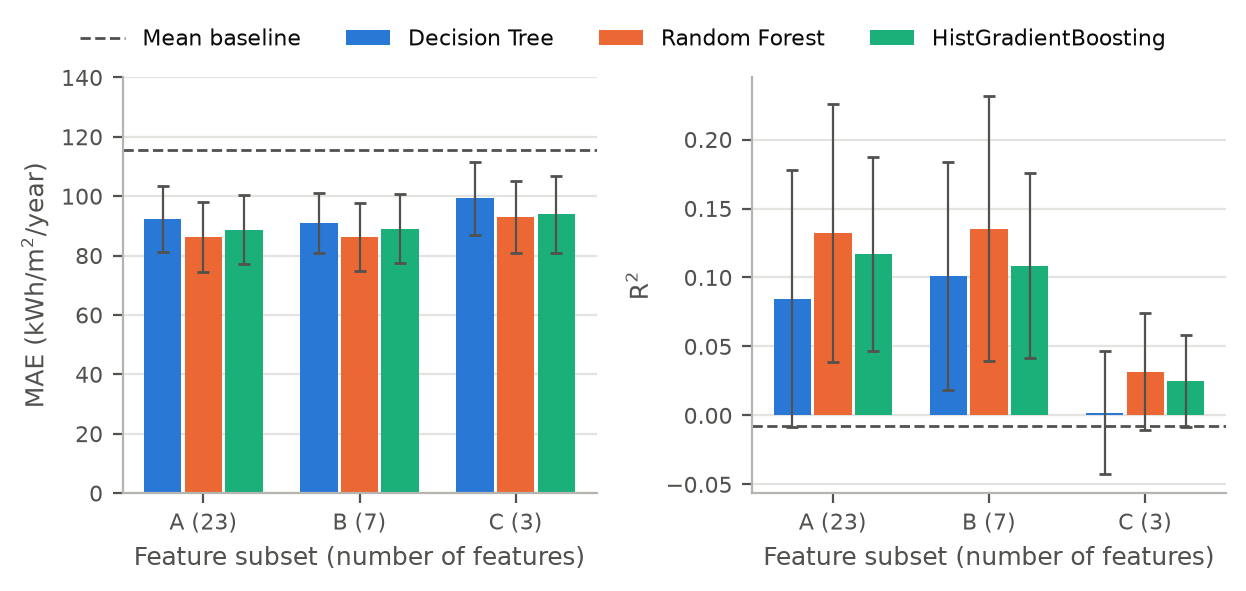 Mean baseline Decision Tree Random Forest HistGradientBoosting
MAE (kWh/m²/year)
140
120
100
80
60
40
20
0
A (23) B (7) C (3)
Feature subset (number of features)
R²
0.20
0.15
0.10
0.05
0.00
−0.05
A (23) B (7) C (3)
Feature subset (number of features)